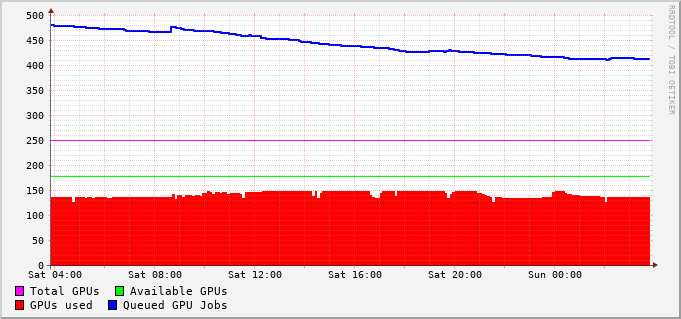 500
450
400
350
300
250
200
150
100
50
0
Sat 04:00 Sat 08:00 Sat 12:00 Sat 16:00 Sat 20:00 Sun 00:00
Total GPUs Available GPUs
GPUs used Queued GPU Jobs
RRDTOOL / TOBI OETIKER